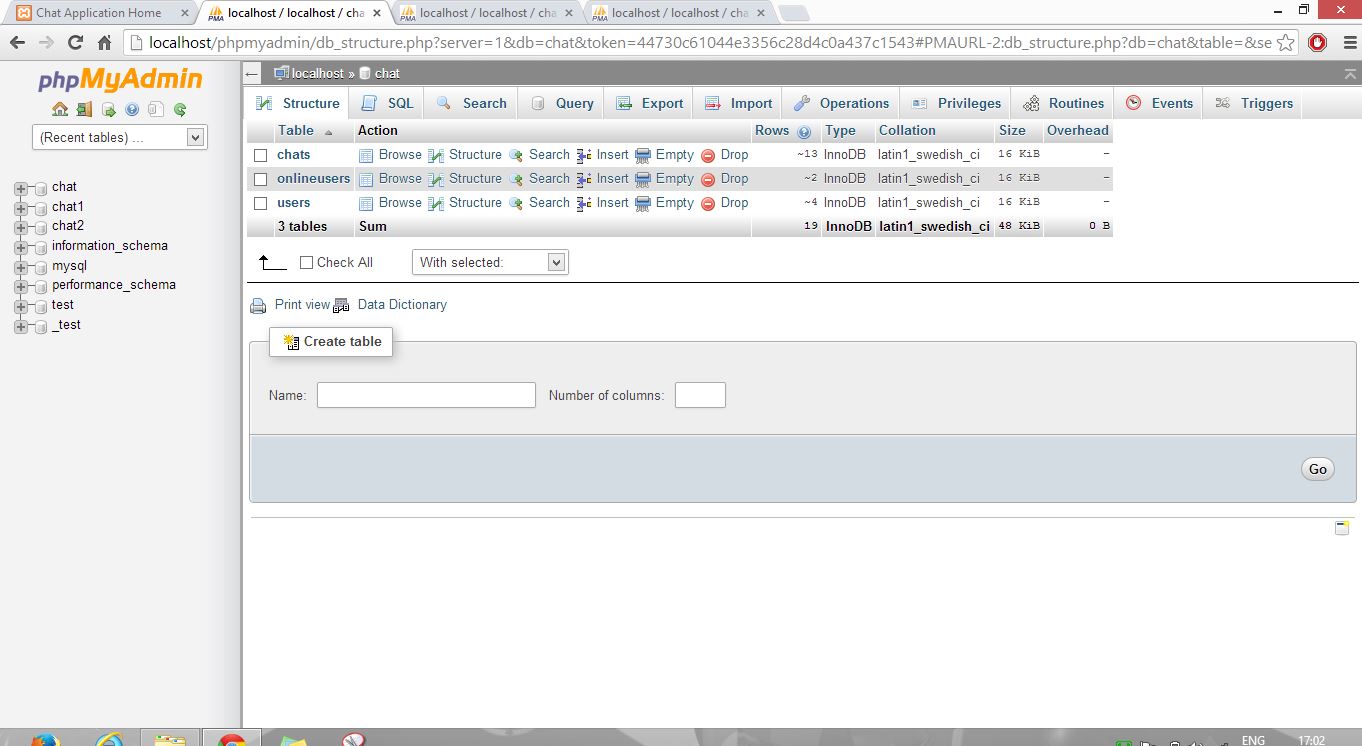 Chat Application Home × localhost / localhost / cha × localhost / localhost / cha × localhost / localhost / cha ×
localhost/phpmyadmin/db_structure.php?server=1&db=chat&token=44730c61044e3356c28d4c0a437c1543#PMAURL-2:db_structure.php?db=chat&table=&se
phpMyAdmin
(Recent tables) ...
chat
chat1
chat2
information_schema
mysql
performance_schema
test
_test
localhost » chat
Structure SQL Search Query Export Import Operations Privileges Routines Events Triggers
Table Action Rows Type Collation Size Overhead
chats Browse Structure Search Insert Empty Drop ~13 InnoDB latin1_swedish_ci 16 KiB -
onlineusers Browse Structure Search Insert Empty Drop ~2 InnoDB latin1_swedish_ci 16 KiB -
users Browse Structure Search Insert Empty Drop ~4 InnoDB latin1_swedish_ci 16 KiB -
3 tables Sum 19 InnoDB latin1_swedish_ci 48 KiB 0 B
Check All With selected:
Print view Data Dictionary
Create table
Name: Number of columns:
Go
ENG 17:02